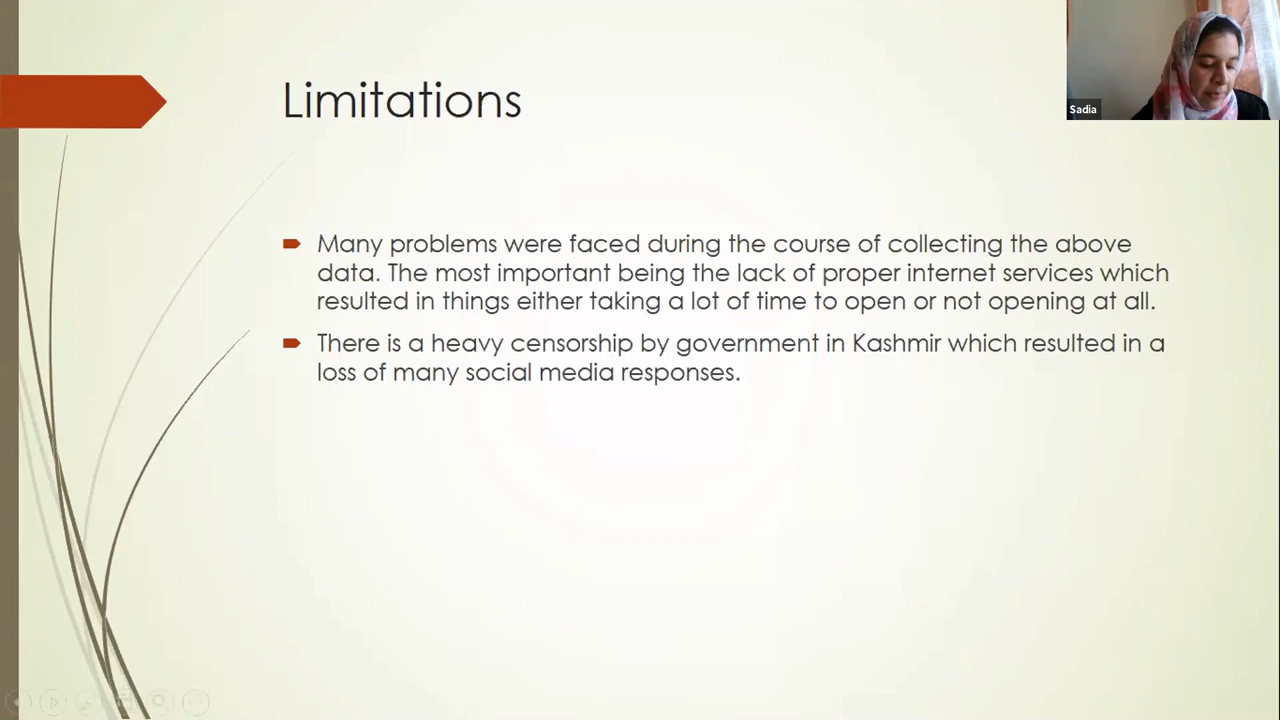 Limitations
Sadia
Many problems were faced during the course of collecting the above
data. The most important being the lack of proper internet services which
resulted in things either taking a lot of time to open or not opening at all.
There is a heavy censorship by government in Kashmir which resulted in a
loss of many social media responses.